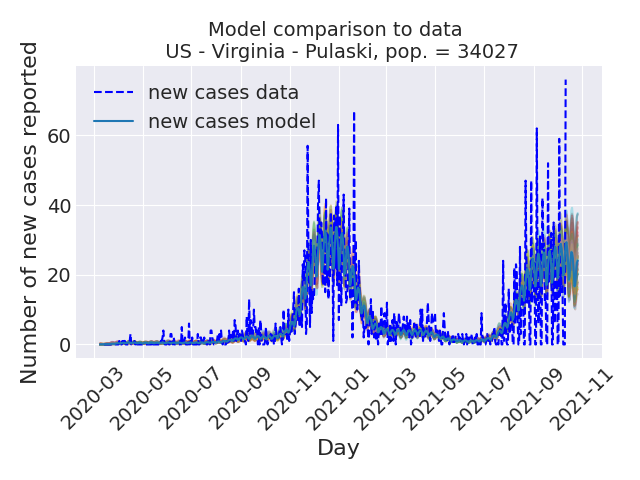 Model comparison to data
US - Virginia - Pulaski, pop. = 34027
new cases data
new cases model
Number of new cases reported
60
40
20
0
2020-03
2020-05
2020-07
2020-09
2020-11
2021-01
2021-03
2021-05
2021-07
2021-09
2021-11
Day